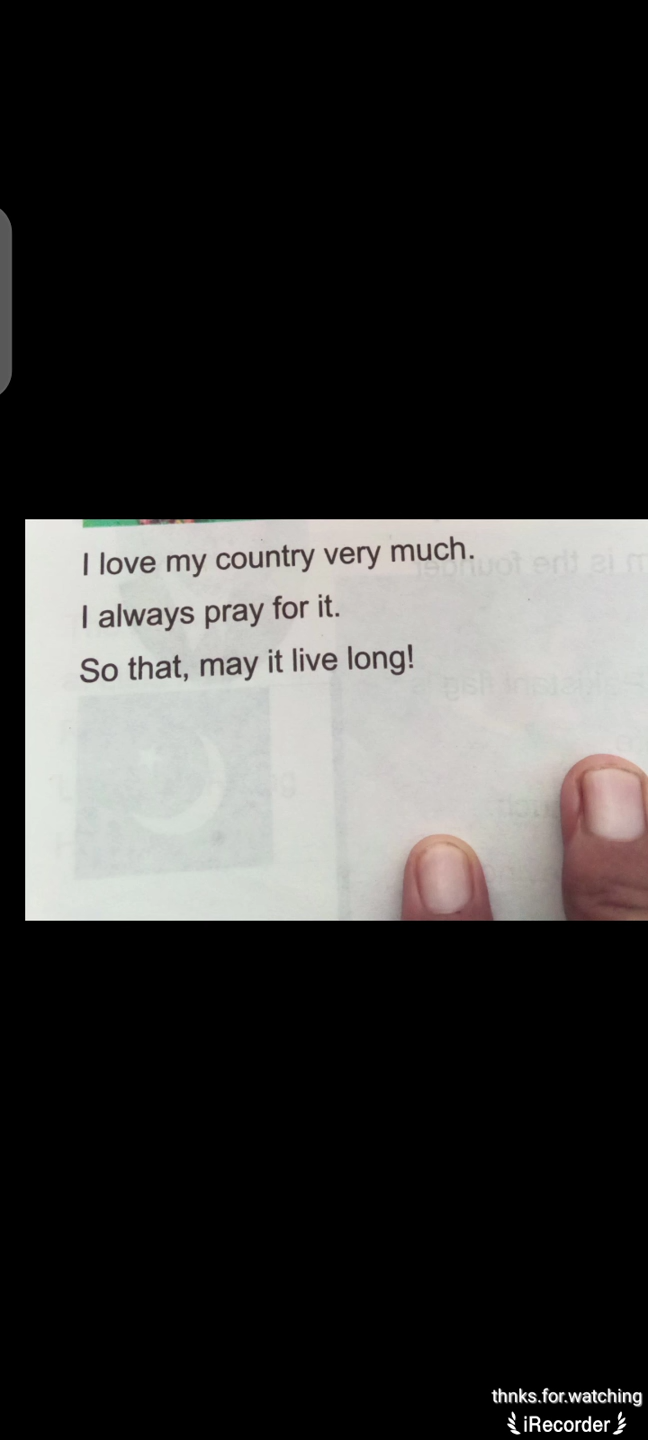 I love my country very much.
I always pray for it.
So that, may it live long!
thnks.for.watching
iRecorder